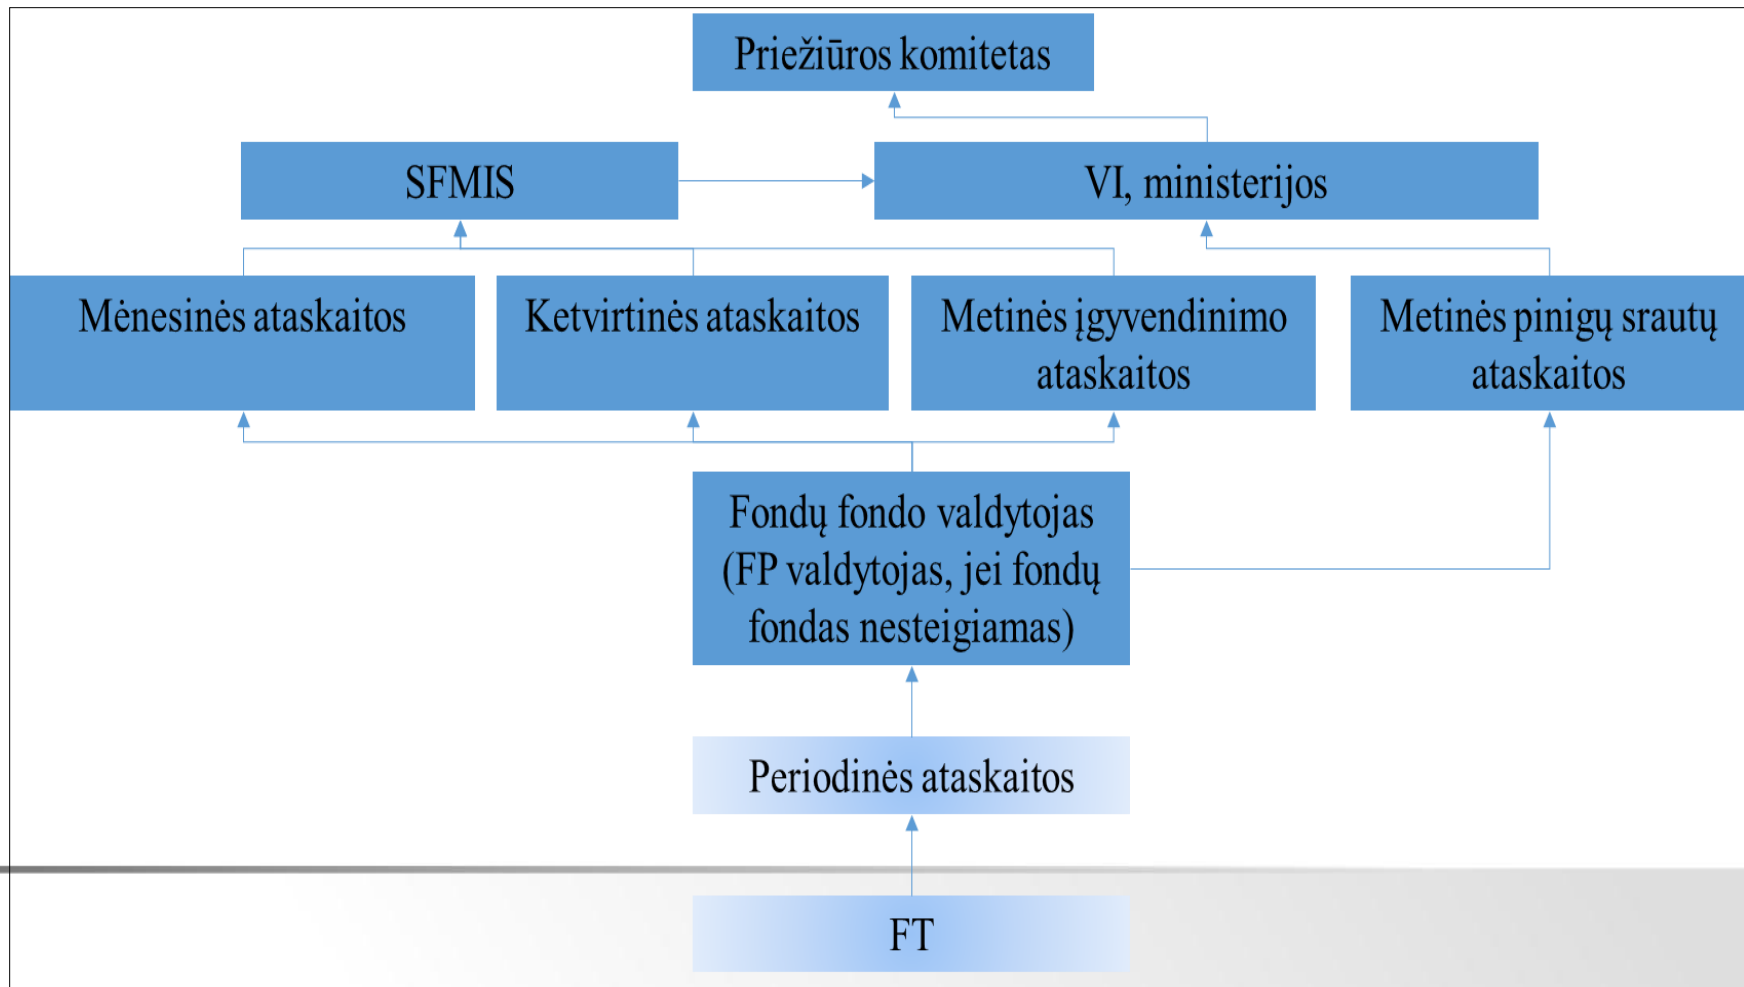 Priežiūros komitetas
SFMIS
VI, ministerijos
Mėnesinės ataskaitos
Ketvirtinės ataskaitos
Metinės įgyvendinimo
ataskaitos
Metinės pinigų srautų
ataskaitos
Fondų fondo valdytojas
(FP valdytojas, jei fondų
fondas nesteigiamas)
Periodinės ataskaitos
FT